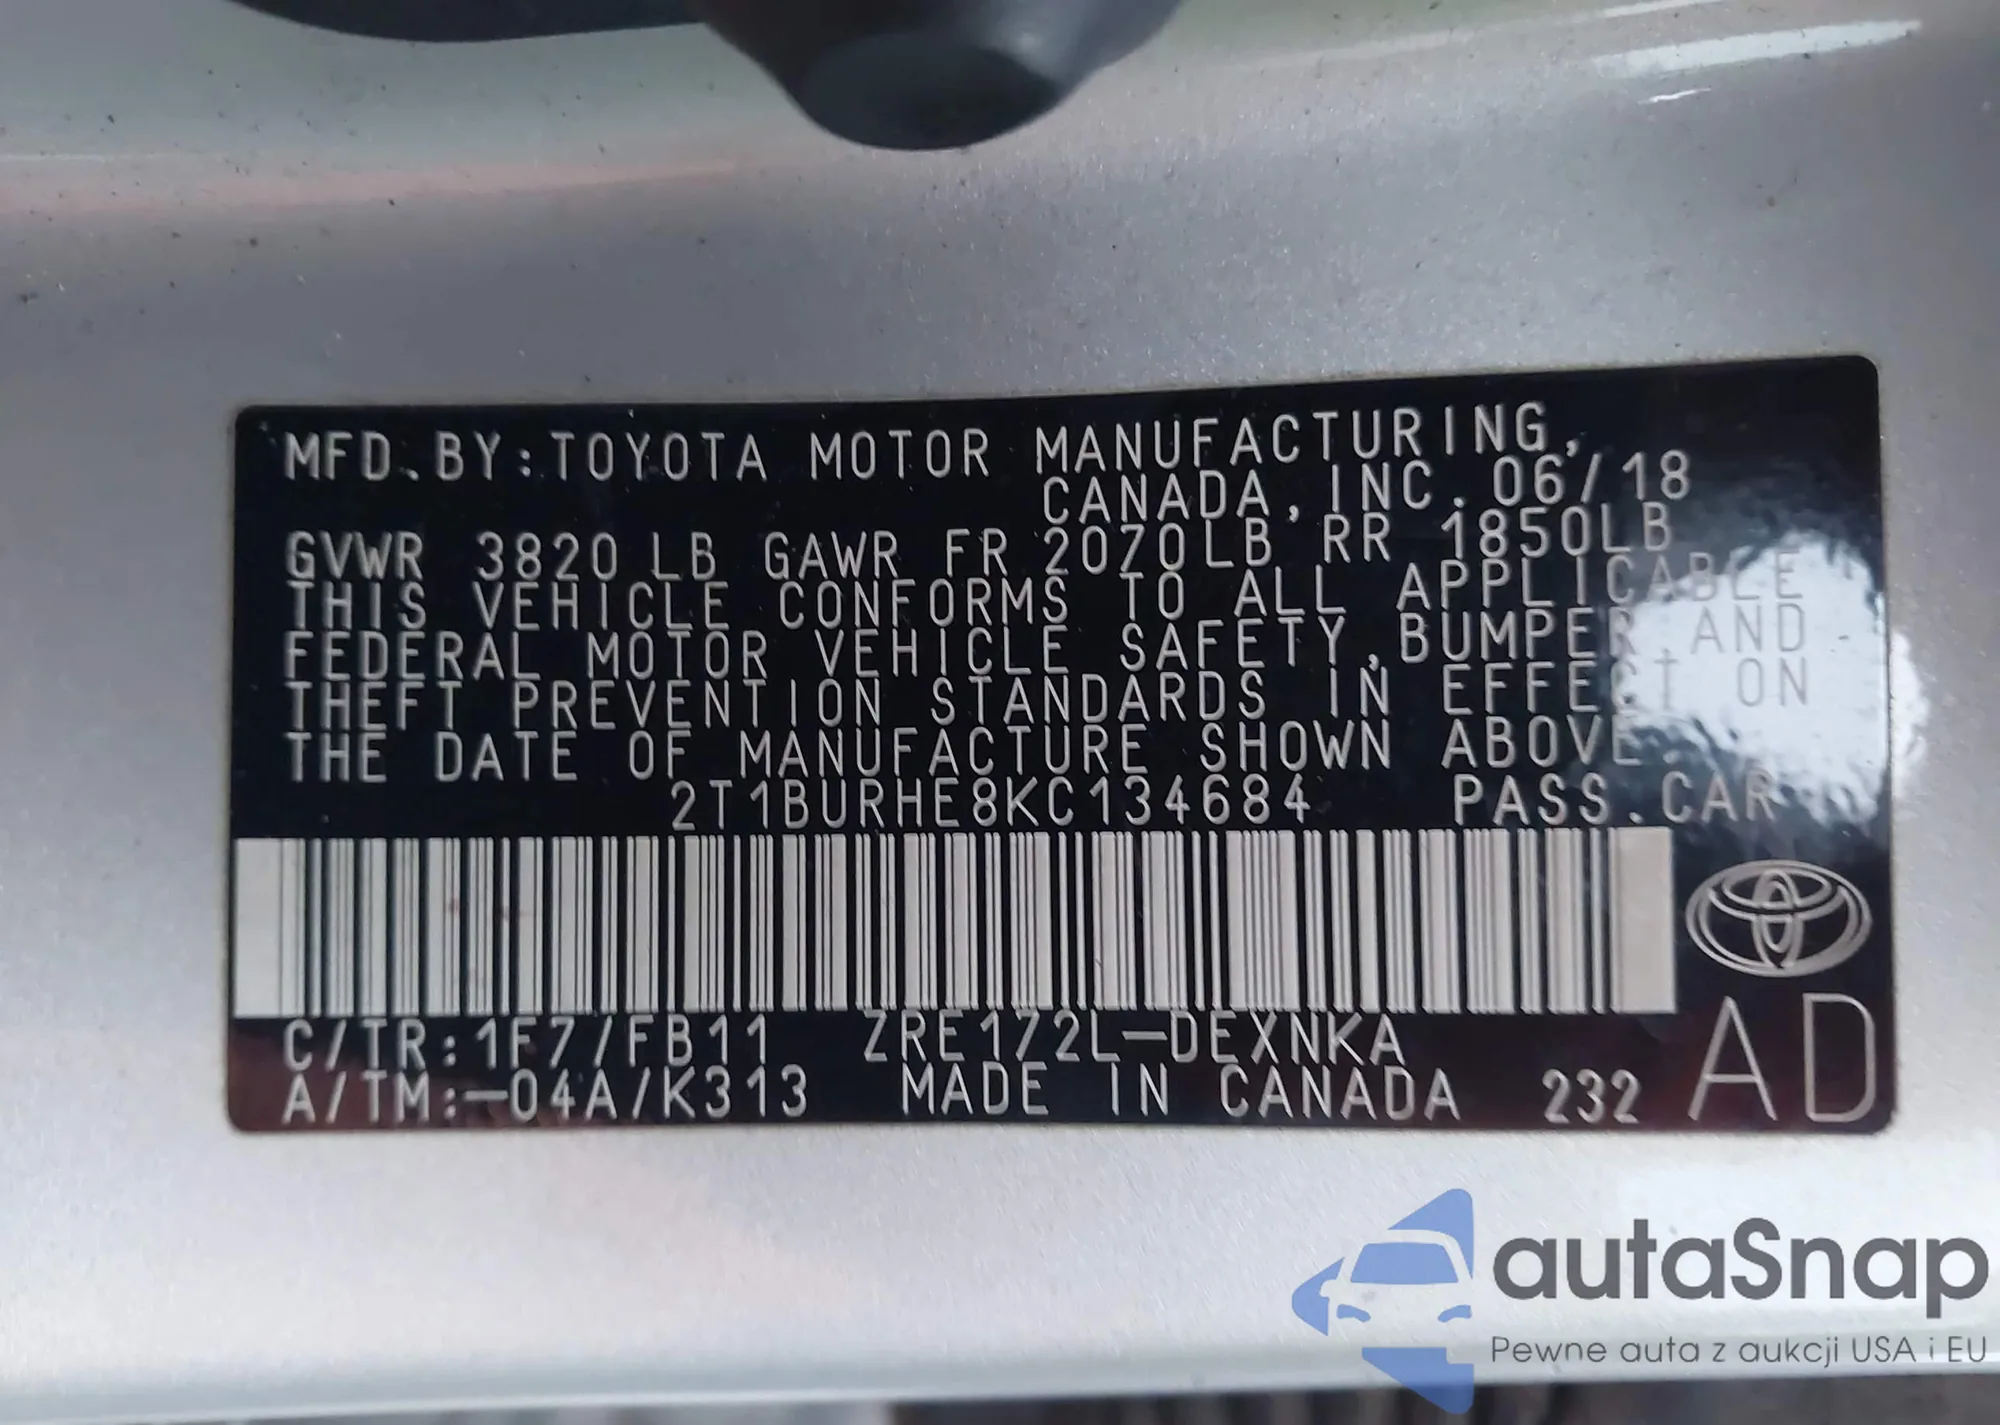 MFD. BY: TOYOTA MOTOR MANUFACTURING,
CANADA, INC. 06/18
GVWR 3820 LB GAWR FR 2070LB RR 1850LB
THIS VEHICLE CONFORMS TO ALL APPLICABLE
FEDERAL MOTOR VEHICLE SAFETY, BUMPER, AND
THEFT PREVENTION STANDARDS IN EFFECT ON
THE DATE OF MANUFACTURE SHOWN ABOVE.
2T1BURHE8KC134684 PASS. CAR
C/TR: 1F7/FB11 ZRE172L-DEXNKA
A/TM: -04A/K313 MADE IN CANADA 232 AD
autaSnap
Pewne auta z aukcji USA i EU